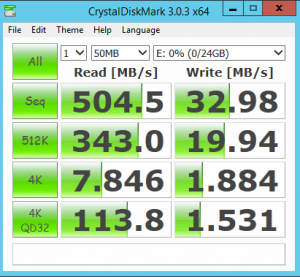 CrystalDiskMark 3.0.3 x64
File Edit Theme Help Language
All 1 50MB E: 0% (0/24GB)
Read [MB/s] Write [MB/s]
Seq 504.5 32.98
512K 343.0 19.94
4K 7.846 1.884
4K QD32 113.8 1.531